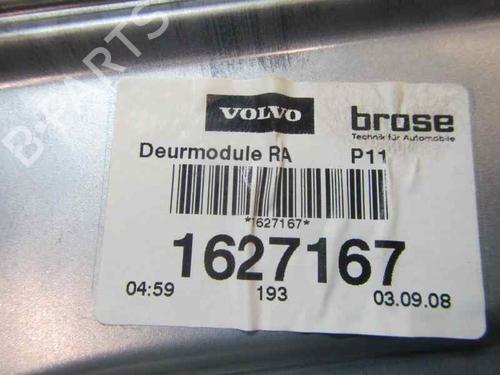 B-PARTS
VOLVO brose
Technik für Automobile
Deurmodule RA P11
*1627167*
1627167
04:59 193 03.09.08